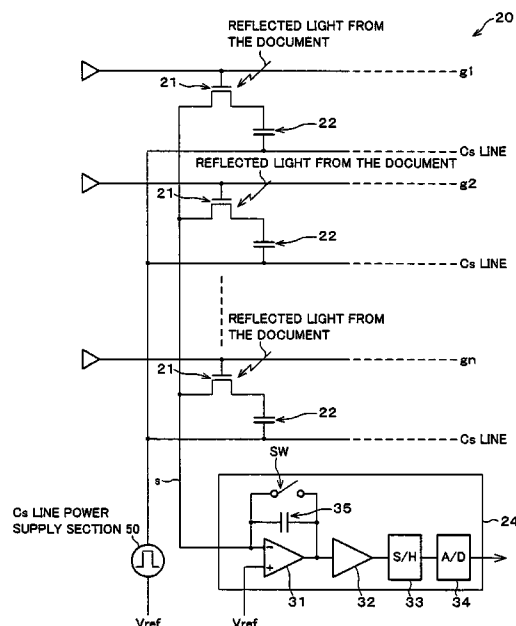 REFLECTED LIGHT FROM
THE DOCUMENT
20
21
g1
22
Cs LINE
REFLECTED LIGHT FROM THE DOCUMENT
21
g2
22
Cs LINE
REFLECTED LIGHT FROM
THE DOCUMENT
21
gn
22
Cs LINE
s
SW
35
24
Cs LINE POWER
SUPPLY SECTION 50
S/H
A/D
31
32
33
34
Vref
Vref